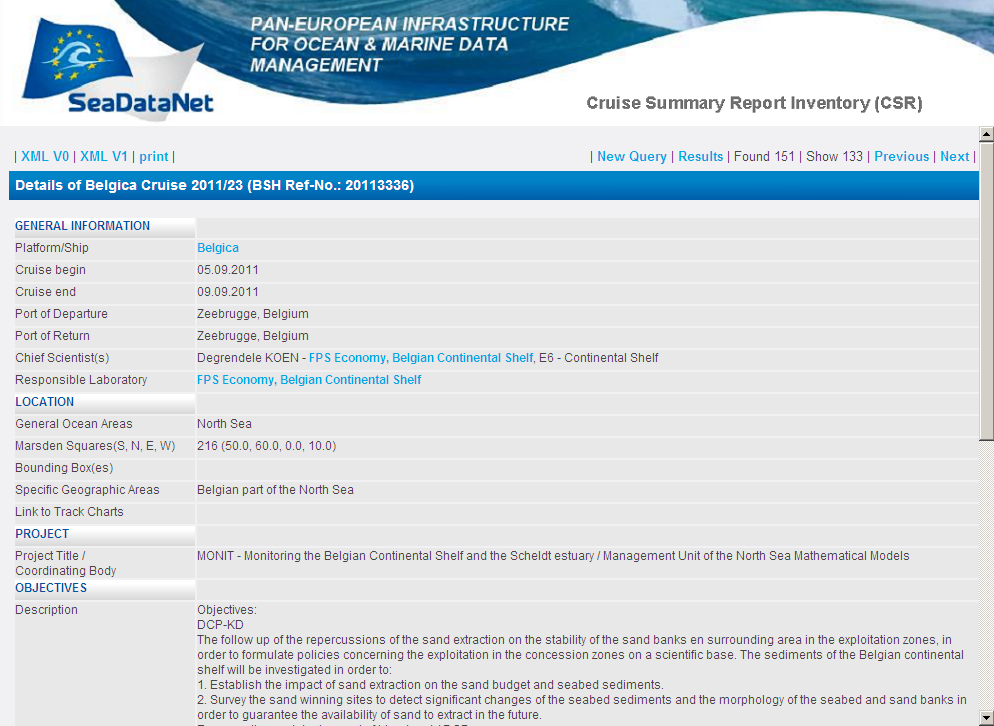 PAN-EUROPEAN INFRASTRUCTURE
FOR OCEAN & MARINE DATA
MANAGEMENT
SeaDataNet
Cruise Summary Report Inventory (CSR)
| XML V0 | XML V1 | print |
| New Query | Results | Found 151 | Show 133 | Previous | Next |
Details of Belgica Cruise 2011/23 (BSH Ref-No.: 20113336)
GENERAL INFORMATION
Platform/Ship Belgica
Cruise begin 05.09.2011
Cruise end 09.09.2011
Port of Departure Zeebrugge, Belgium
Port of Return Zeebrugge, Belgium
Chief Scientist(s) Degrendele KOEN - FPS Economy, Belgian Continental Shelf, E6 - Continental Shelf
Responsible Laboratory FPS Economy, Belgian Continental Shelf
LOCATION
General Ocean Areas North Sea
Marsden Squares(S, N, E, W) 216 (50.0, 60.0, 0.0, 10.0)
Bounding Box(es)
Specific Geographic Areas Belgian part of the North Sea
Link to Track Charts
PROJECT
Project Title / MONIT - Monitoring the Belgian Continental Shelf and the Scheldt estuary / Management Unit of the North Sea Mathematical Models
Coordinating Body
OBJECTIVES
Description Objectives:
DCP-KD
The follow up of the repercussions of the sand extraction on the stability of the sand banks en surrounding area in the exploitation zones, in
order to formulate policies concerning the exploitation in the concession zones on a scientific base. The sediments of the Belgian continental
shelf will be investigated in order to:
1. Establish the impact of sand extraction on the sand budget and seabed sediments.
2. Survey the sand winning sites to detect significant changes of the seabed sediments and the morphology of the seabed and sand banks in
order to guarantee the availability of sand to extract in the future.